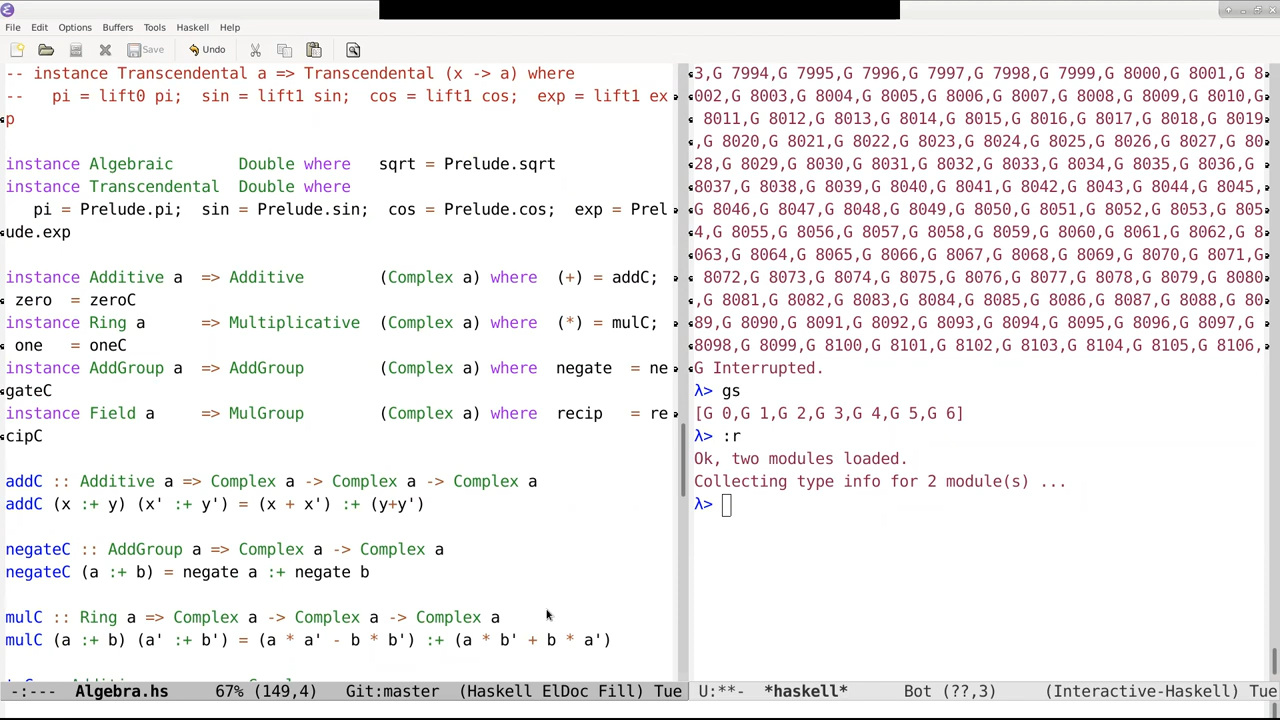 File Edit Options Buffers Tools Haskell Help
Save Undo
-- instance Transcendental a => Transcendental (x -> a) where
--   pi = lift0 pi;  sin = lift1 sin;  cos = lift1 cos;  exp = lift1 ex
p
instance Algebraic       Double where   sqrt = Prelude.sqrt
instance Transcendental  Double where
   pi = Prelude.pi;  sin = Prelude.sin;  cos = Prelude.cos;  exp = Prel
ude.exp
instance Additive a  => Additive        (Complex a) where  (+) = addC;
 zero  = zeroC
instance Ring a      => Multiplicative  (Complex a) where  (*) = mulC;
 one   = oneC
instance AddGroup a  => AddGroup        (Complex a) where  negate  = ne
gateC
instance Field a     => MulGroup        (Complex a) where  recip   = re
cipC
addC :: Additive a => Complex a -> Complex a -> Complex a
addC (x :+ y) (x' :+ y') = (x + x') :+ (y+y')
negateC :: AddGroup a => Complex a -> Complex a
negateC (a :+ b) = negate a :+ negate b
mulC :: Ring a => Complex a -> Complex a -> Complex a
mulC (a :+ b) (a' :+ b') = (a * a' - b * b') :+ (a * b' + b * a')
-:---  Algebra.hs     67% (149,4)    Git:master  (Haskell ElDoc Fill) Tue
3,G 7994,G 7995,G 7996,G 7997,G 7998,G 7999,G 8000,G 8001,G 8
002,G 8003,G 8004,G 8005,G 8006,G 8007,G 8008,G 8009,G 8010,G
 8011,G 8012,G 8013,G 8014,G 8015,G 8016,G 8017,G 8018,G 8019
,G 8020,G 8021,G 8022,G 8023,G 8024,G 8025,G 8026,G 8027,G 80
28,G 8029,G 8030,G 8031,G 8032,G 8033,G 8034,G 8035,G 8036,G
8037,G 8038,G 8039,G 8040,G 8041,G 8042,G 8043,G 8044,G 8045,
G 8046,G 8047,G 8048,G 8049,G 8050,G 8051,G 8052,G 8053,G 805
4,G 8055,G 8056,G 8057,G 8058,G 8059,G 8060,G 8061,G 8062,G 8
063,G 8064,G 8065,G 8066,G 8067,G 8068,G 8069,G 8070,G 8071,G
 8072,G 8073,G 8074,G 8075,G 8076,G 8077,G 8078,G 8079,G 8080
,G 8081,G 8082,G 8083,G 8084,G 8085,G 8086,G 8087,G 8088,G 80
89,G 8090,G 8091,G 8092,G 8093,G 8094,G 8095,G 8096,G 8097,G
8098,G 8099,G 8100,G 8101,G 8102,G 8103,G 8104,G 8105,G 8106,
G Interrupted.
λ> gs
[G 0,G 1,G 2,G 3,G 4,G 5,G 6]
λ> :r
Ok, two modules loaded.
Collecting type info for 2 module(s) ...
λ>
U:**-  *haskell*      Bot (??,3)     (Interactive-Haskell) Tue